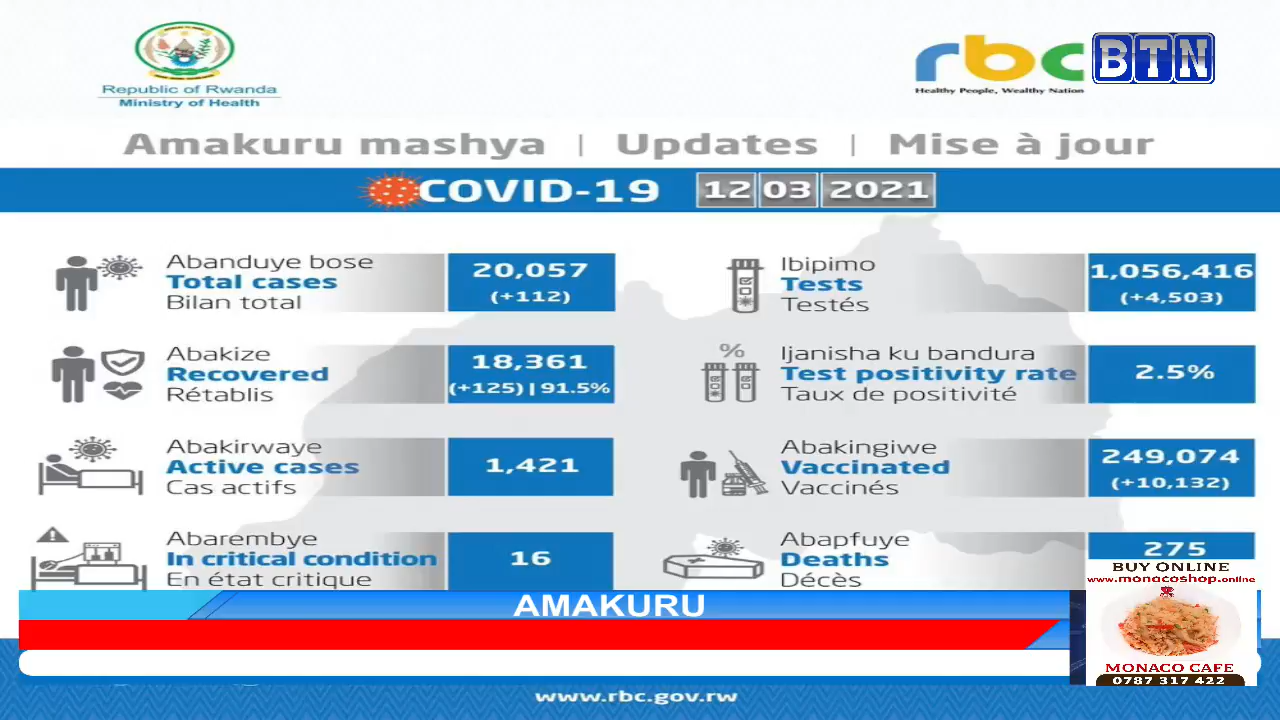 Republic of Rwanda
Ministry of Health
rbc
Healthy People, Wealthy Nation
BTN
Amakuru mashya | Updates | Mise à jour
COVID-19 12 03 2021
Abanduye bose
Total cases
Bilan total
20,057
(+112)
Ibipimo
Tests
Testés
1,056,416
(+4,503)
Abakize
Recovered
Rétablis
18,361
(+125) | 91.5%
%
Ijanisha ku bandura
Test positivity rate
Taux de positivité
2.5%
Abakirwaye
Active cases
Cas actifs
1,421
Abakingiwe
Vaccinated
Vaccinés
249,074
(+10,132)
Abarembye
In critical condition
En état critique
16
Abapfuye
Deaths
Décès
275
BUY ONLINE
www.monacoshop.online
AMAKURU
MONACO CAFE
0787 317 422
www.rbc.gov.rw